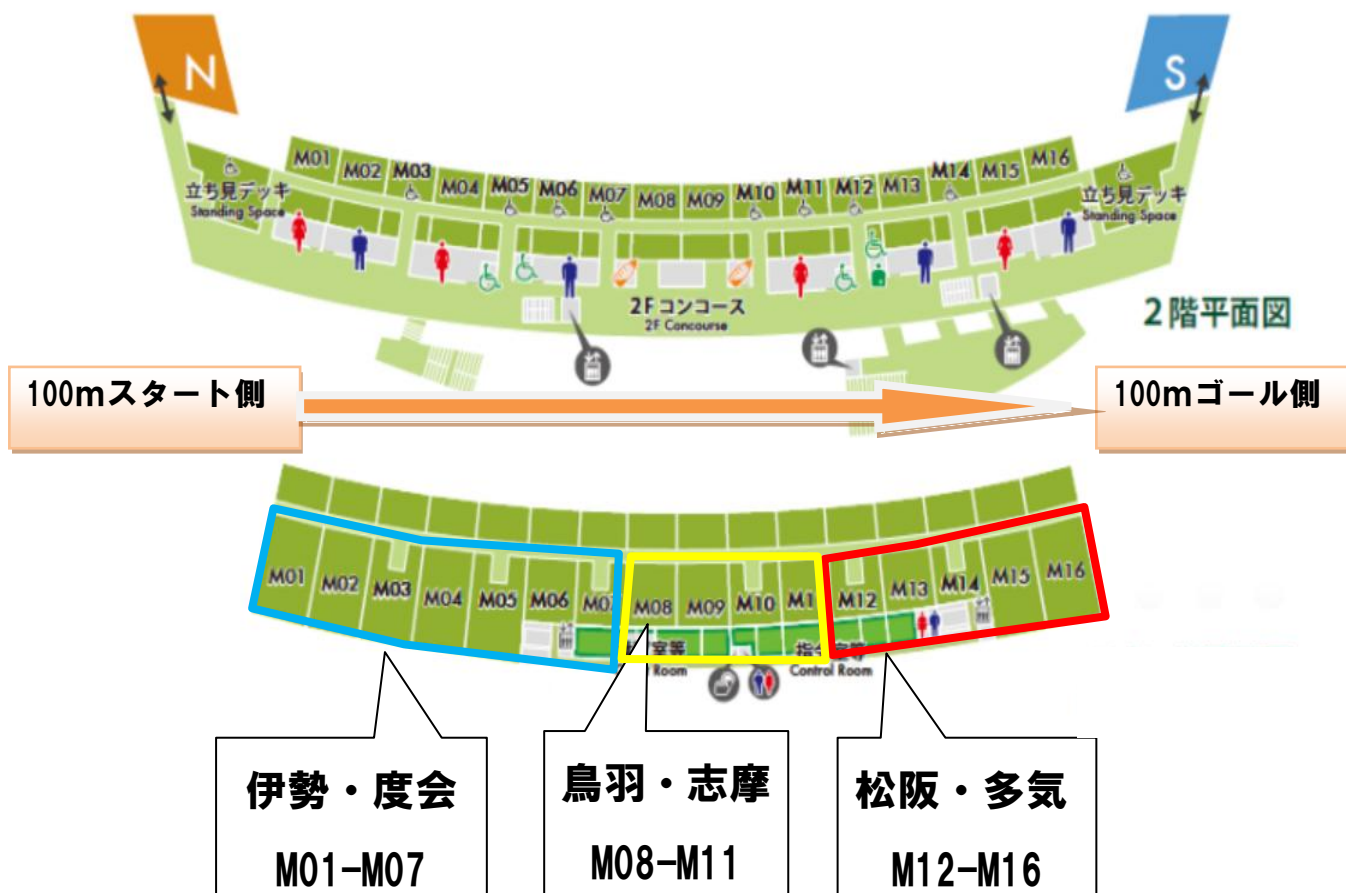 N
S
M01
M02
M03
M04
M05
M06
M07
M08
M09
M10
M11
M12
M13
M14
M15
M16
立ち見デッキ
Standing Space
立ち見デッキ
Standing Space
2Fコンコース
2F Concourse
2階平面図
100mスタート側
100mゴール側
M01
M02
M03
M04
M05
M06
M08
M09
M10
M12
M13
M14
M15
M16
室等
Room
Control Room
伊勢・度会
M01-M07
鳥羽・志摩
M08-M11
松阪・多気
M12-M16